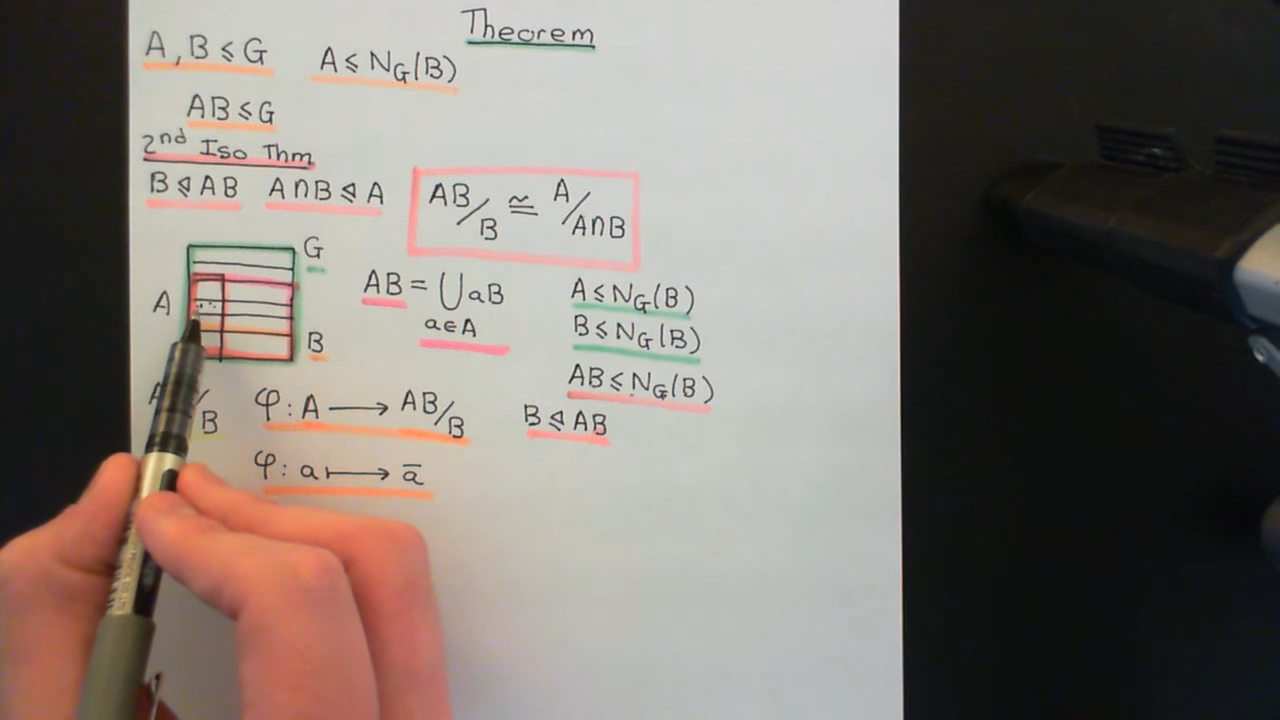 Theorem
A, B ≤ G   A ≤ N_G(B)
AB ≤ G
2nd Iso Thm
B ⊴ AB   A∩B ⊴ A   AB/B ≅ A/A∩B
G
A   AB = ⋃ aB   A ≤ N_G(B)
a∈A   B ≤ N_G(B)
B
AB ≤ N_G(B)
B   φ : A ⟶ AB/B   B ⊴ AB
φ : a ⟼ ā